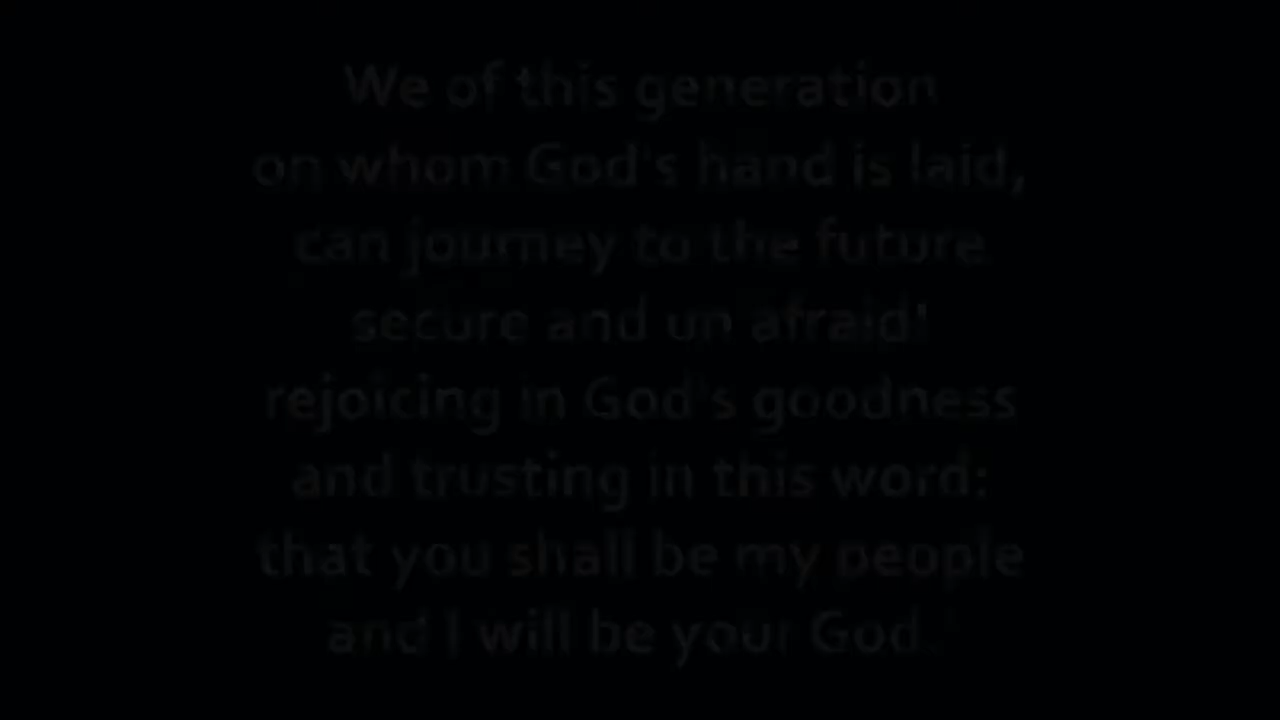 We of this generation
on whom God's hand is laid,
can journey to the future
secure and un afraid!
rejoicing in God's goodness
and trusting in this word:
that you shall be my people
and I will be your God.'